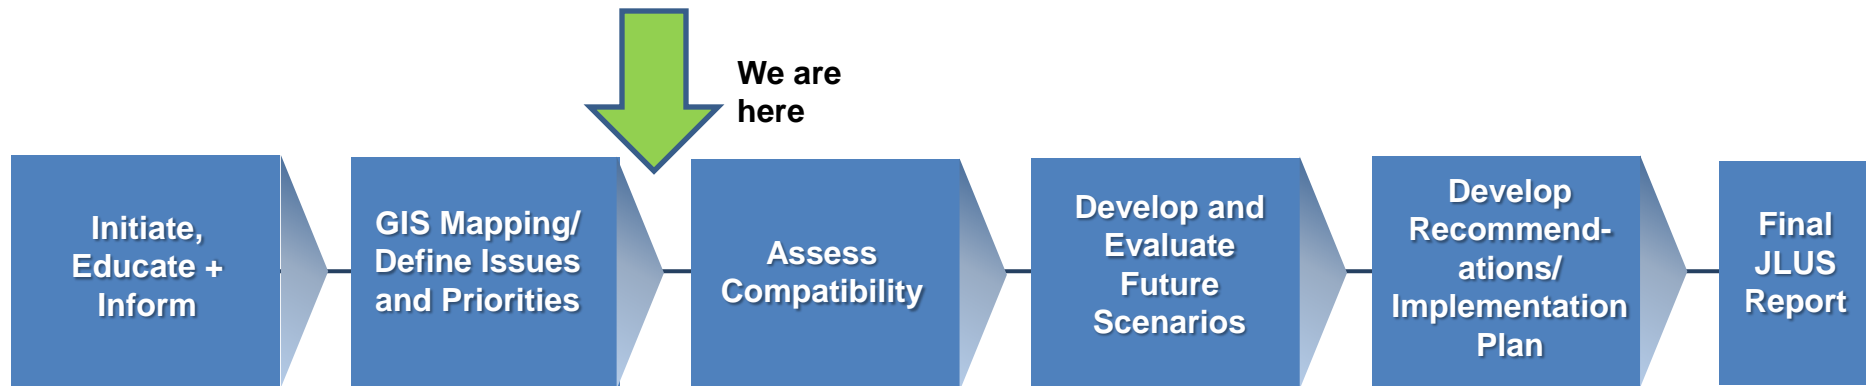 We are
here
Initiate,
Educate +
Inform
GIS Mapping/
Define Issues
and Priorities
Assess
Compatibility
Develop and
Evaluate
Future
Scenarios
Develop
Recommend-
ations/
Implementation
Plan
Final
JLUS
Report